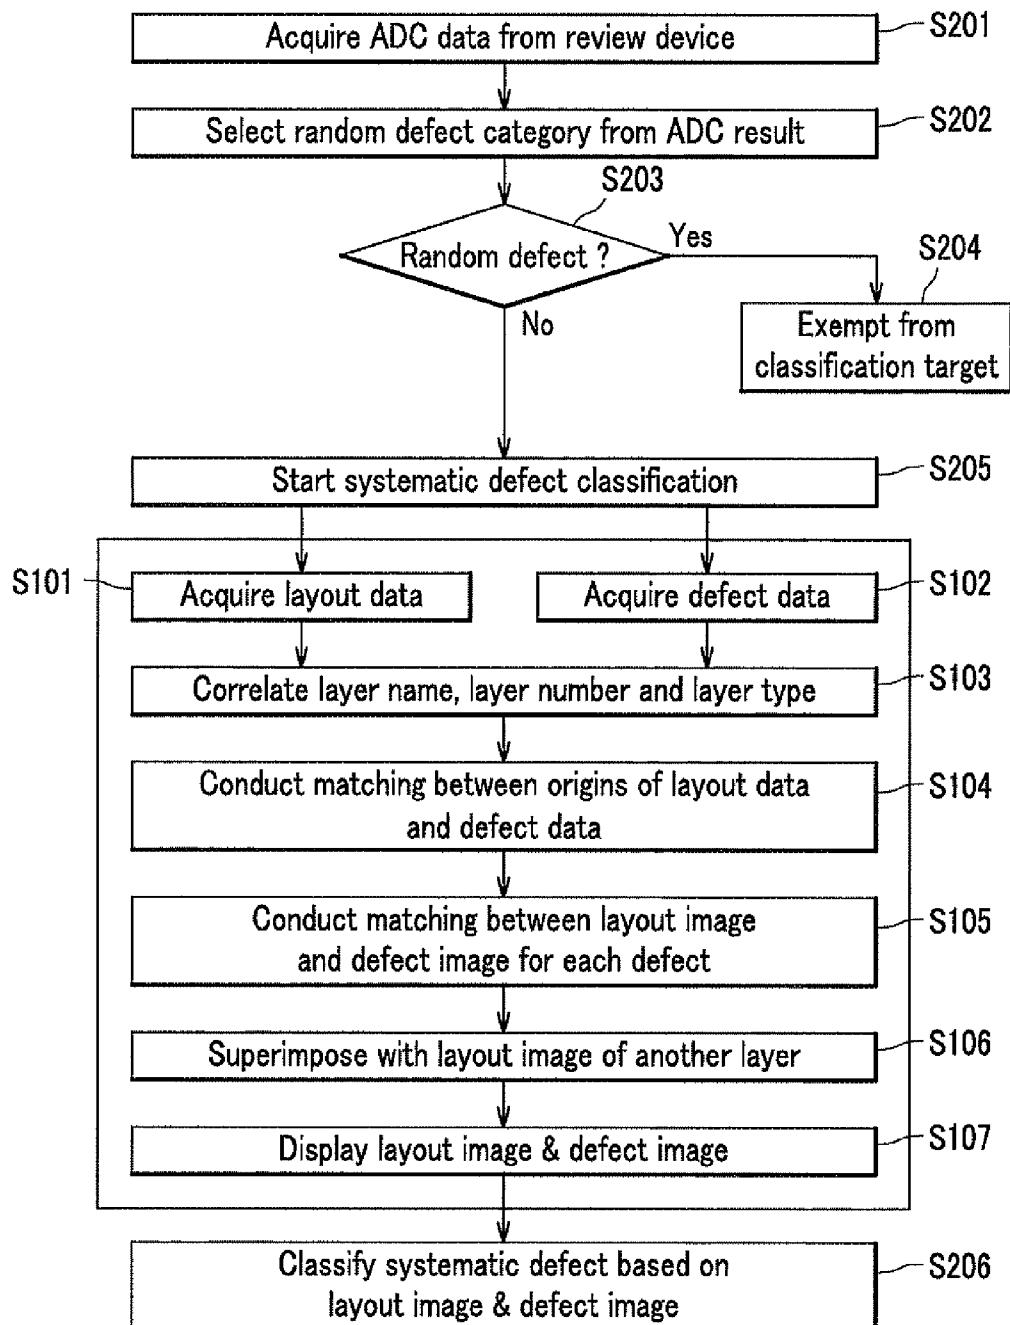 Acquire ADC data from review device
S201
Select random defect category from ADC result
S202
S203
Random defect ?
Yes
No
S204
Exempt from
classification target
Start systematic defect classification
S205
S101
Acquire layout data
Acquire defect data
S102
Correlate layer name, layer number and layer type
S103
Conduct matching between origins of layout data
and defect data
S104
Conduct matching between layout image
and defect image for each defect
S105
Superimpose with layout image of another layer
S106
Display layout image & defect image
S107
Classify systematic defect based on
layout image & defect image
S206